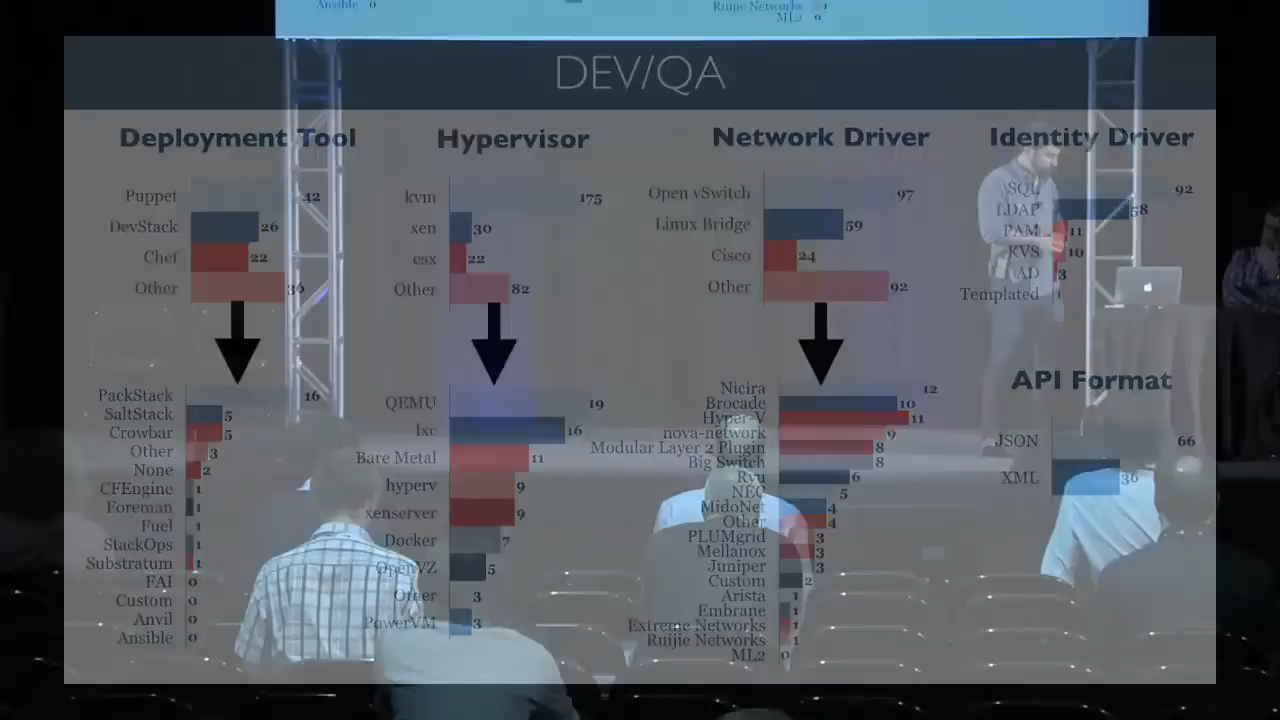 Ansible 0
Ruijie Networks 1
ML2 0
DEV/QA
Deployment Tool
Puppet 42
DevStack 26
Chef 22
Other 36
PackStack 16
SaltStack 5
Crowbar 5
Other 3
None 2
CFEngine 1
Foreman 1
Fuel 1
StackOps 1
Substratum 1
FAI 0
Custom 0
Anvil 0
Ansible 0
Hypervisor
kvm 175
xen 30
esx 22
Other 82
QEMU 19
lxc 16
Bare Metal 11
hyperv 9
xenserver 9
Docker 7
OpenVZ 5
Other 3
PowerVM 3
Network Driver
Open vSwitch 97
Linux Bridge 59
Cisco 24
Other 92
Nicira 12
Brocade 10
Hyper-V 11
nova-network 9
Modular Layer 2 Plugin 8
Big Switch 8
Ryu 6
NEC 5
MidoNet 4
Other 4
PLUMgrid 3
Mellanox 3
Juniper 3
Custom 2
Arista 1
Embrane 1
Extreme Networks 1
Ruijie Networks 1
ML2 0
Identity Driver
SQL 92
LDAP 58
PAM 11
KVS 10
AD 3
Templated 1
API Format
JSON 66
XML 36